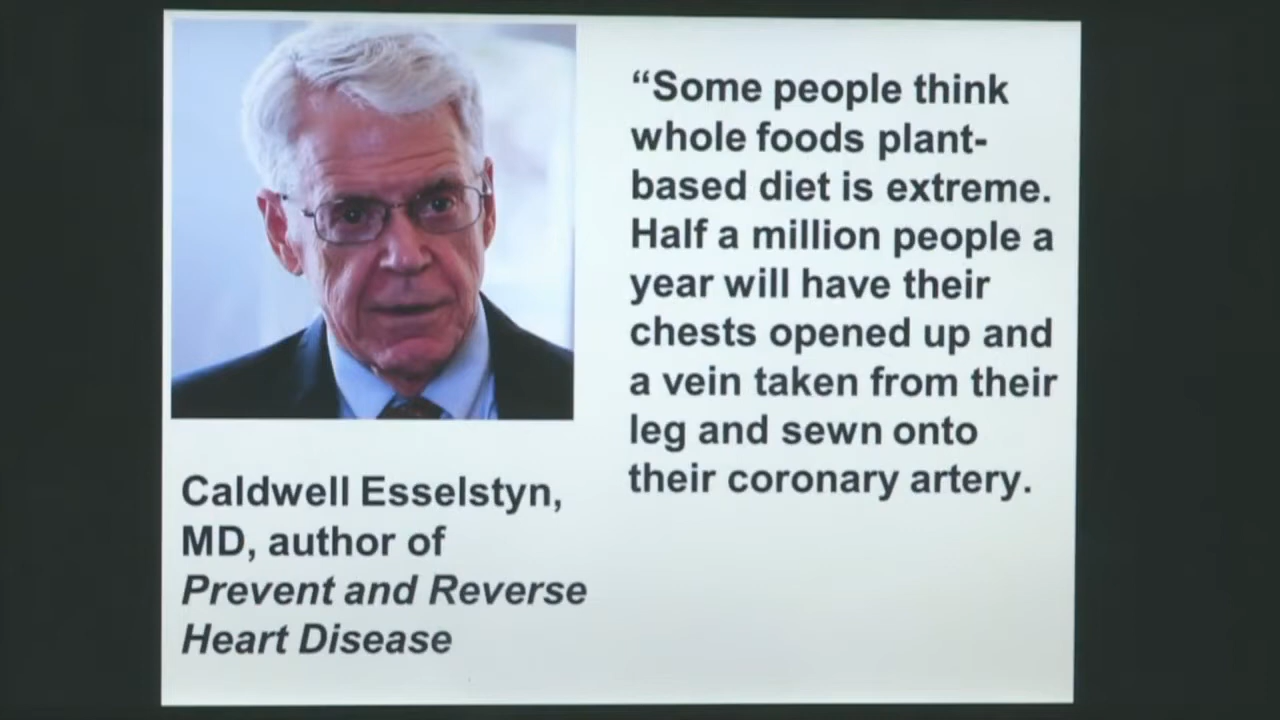 “Some people think
whole foods plant-
based diet is extreme.
Half a million people a
year will have their
chests opened up and
a vein taken from their
leg and sewn onto
their coronary artery.
Caldwell Esselstyn,
MD, author of
Prevent and Reverse
Heart Disease